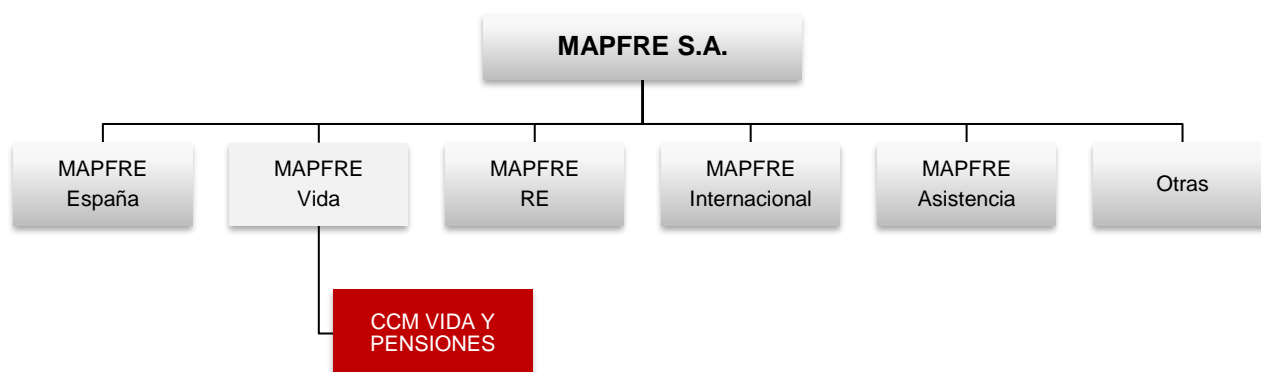 MAPFRE S.A.
MAPFRE
España
MAPFRE
Vida
MAPFRE
RE
MAPFRE
Internacional
MAPFRE
Asistencia
Otras
CCM VIDA Y
PENSIONES